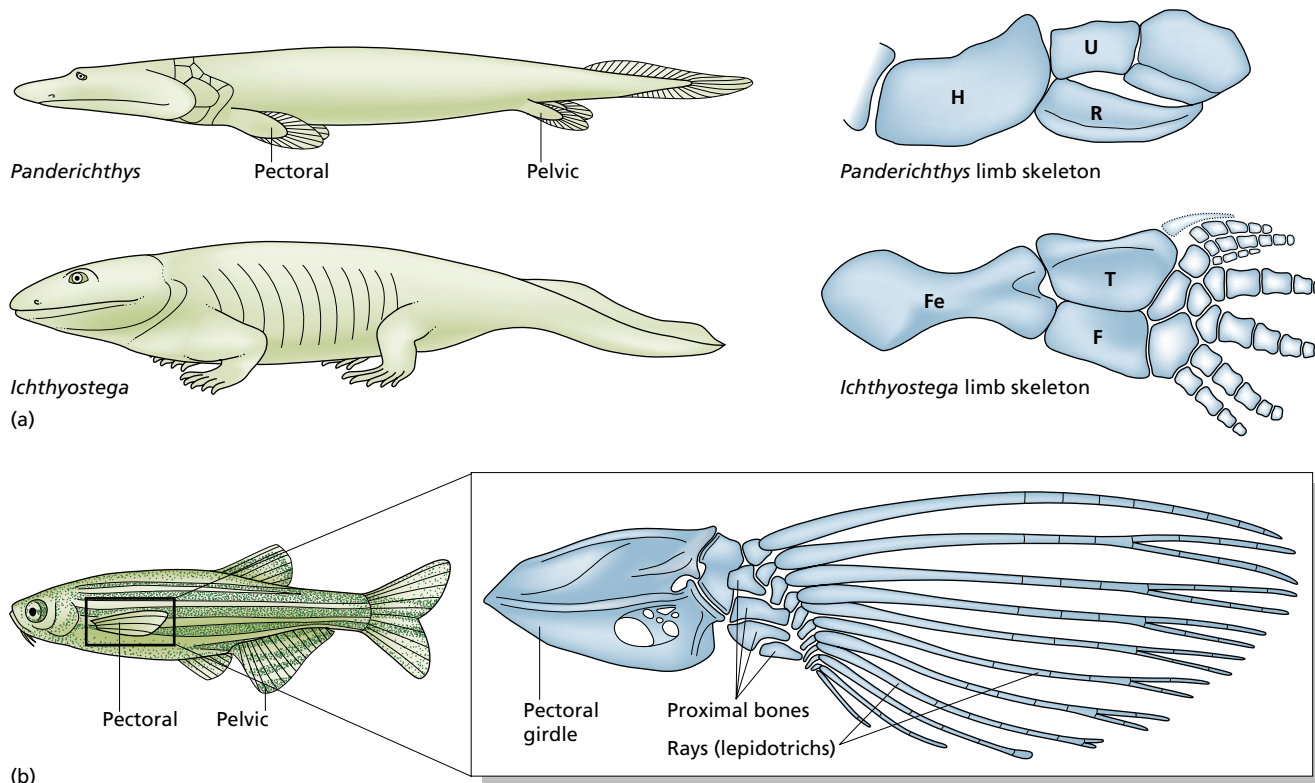 H
U
R
Panderichthys
Pectoral
Pelvic
Panderichthys limb skeleton
Fe
T
F
Ichthyostega
Ichthyostega limb skeleton
(a)
Pectoral
Pelvic
Pectoral
girdle
Proximal bones
Rays (lepidotrichs)
(b)